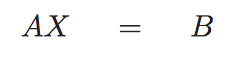 AX = B